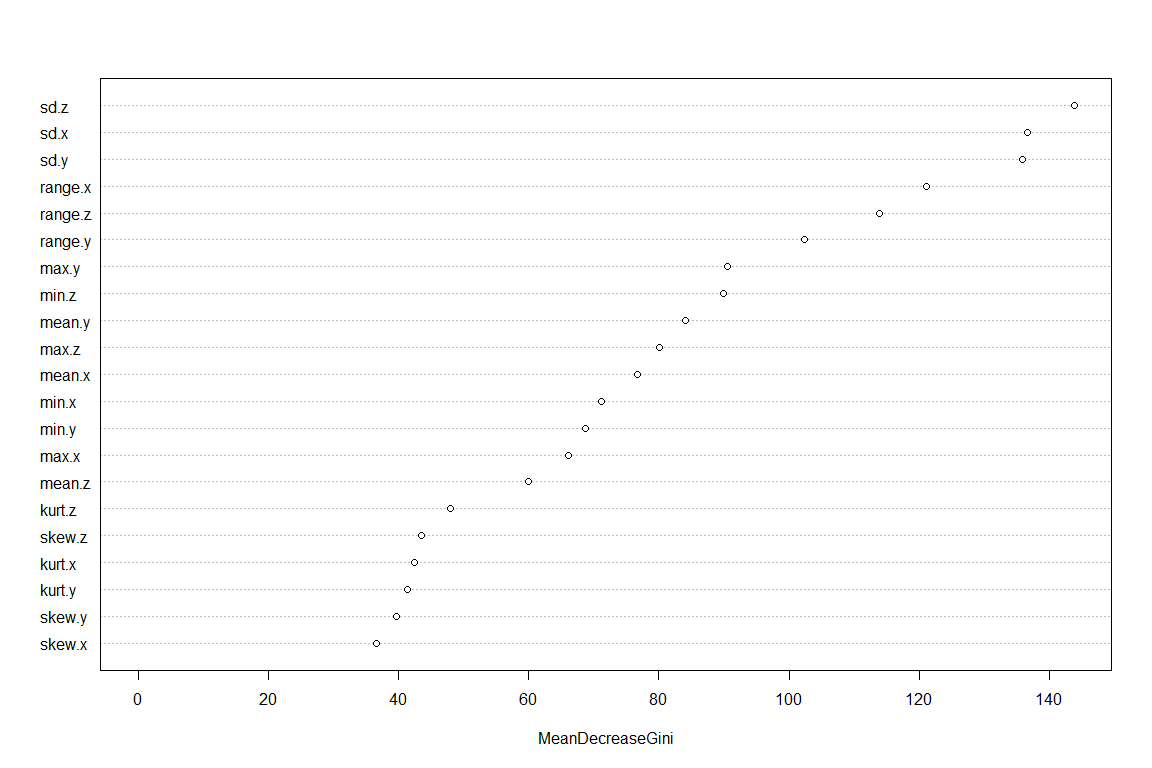 sd.z
sd.x
sd.y
range.x
range.z
range.y
max.y
min.z
mean.y
max.z
mean.x
min.x
min.y
max.x
mean.z
kurt.z
skew.z
kurt.x
kurt.y
skew.y
skew.x
0 20 40 60 80 100 120 140
MeanDecreaseGini